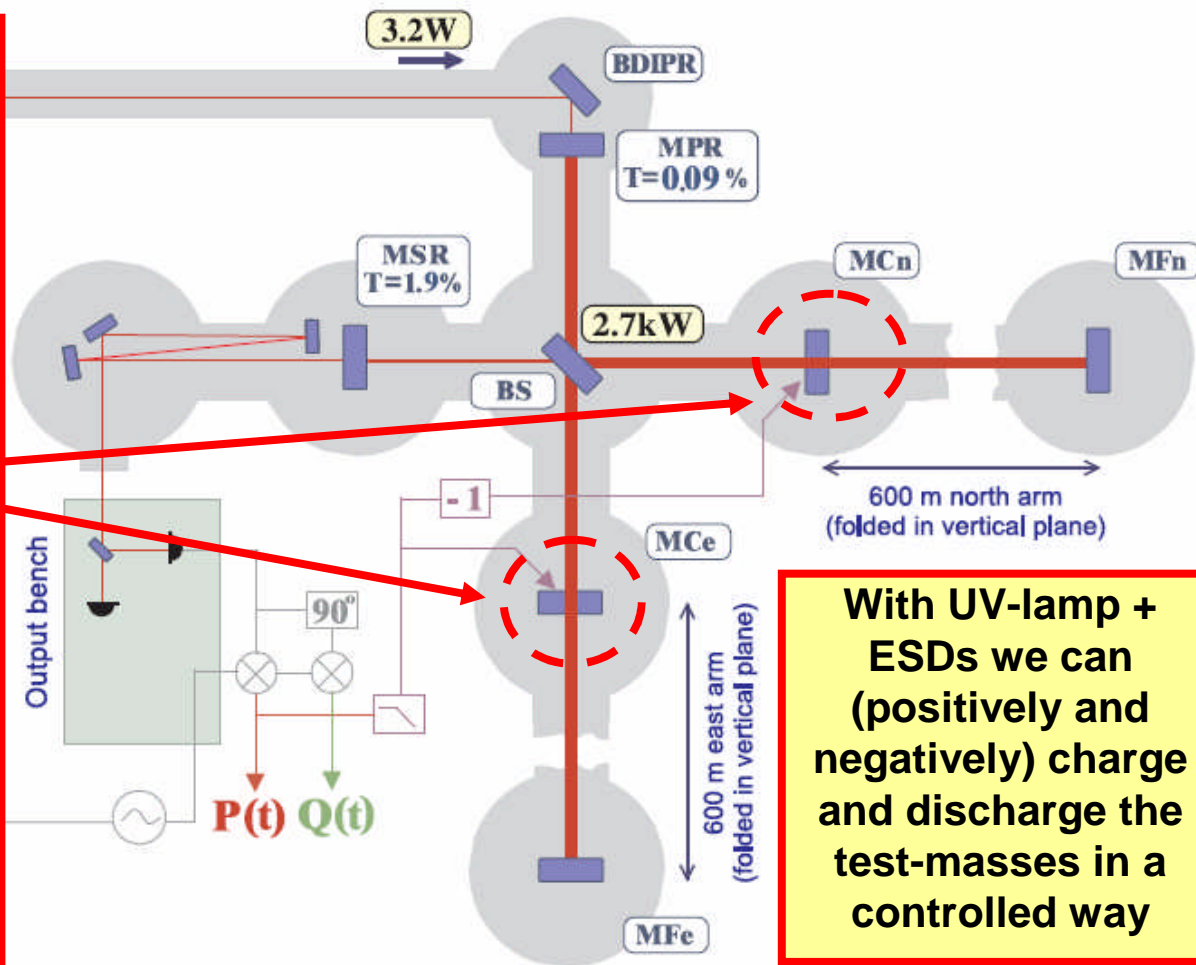 3.2W
BDIPR
MPR
T=0.09 %
MSR
T=1.9%
MCn
MFn
2.7kW
BS
600 m north arm
(folded in vertical plane)
- 1
MCe
Output bench
90°
600 m east arm
(folded in vertical plane)
P(t) Q(t)
MFe
With UV-lamp +
ESDs we can
(positively and
negatively) charge
and discharge the
test-masses in a
controlled way